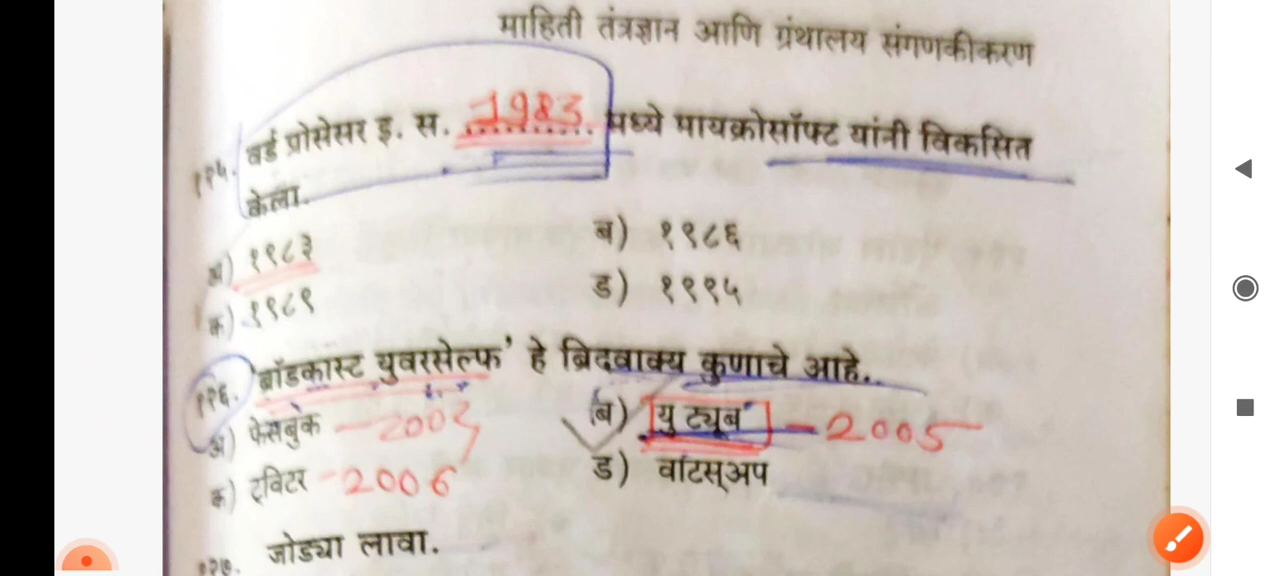 माहिती तंत्रज्ञान आणि ग्रंथालय संगणकीकरण
१२५. वर्ड प्रोसेसर इ. स. ..1983.. मध्ये मायक्रोसॉफ्ट यांनी विकसित
केला.
अ) १९८३ ब) १९८६
क) १९८९ ड) १९९५
१२६. 'ब्रॉडकास्ट युवरसेल्फ' हे ब्रिदवाक्य कुणाचे आहे..
अ) फेसबुक ब) यु ट्यूब - 2005
क) ट्विटर - 2006 ड) वॉटस्अप
१२७. जोड्या लावा.